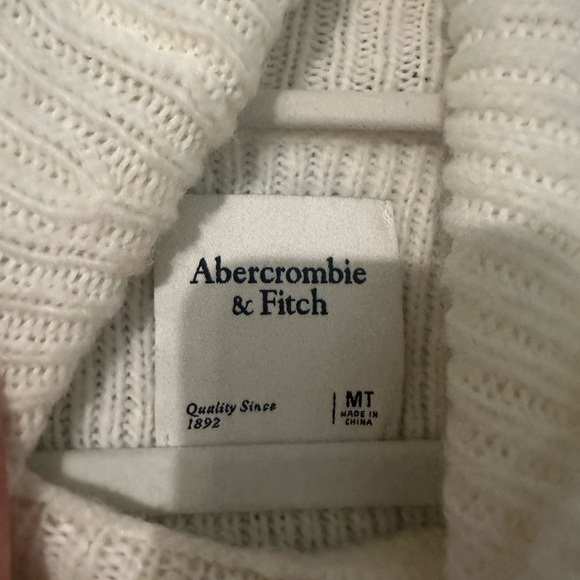 Abercrombie
& Fitch
Quality Since
1892
MT
MADE IN
CHINA